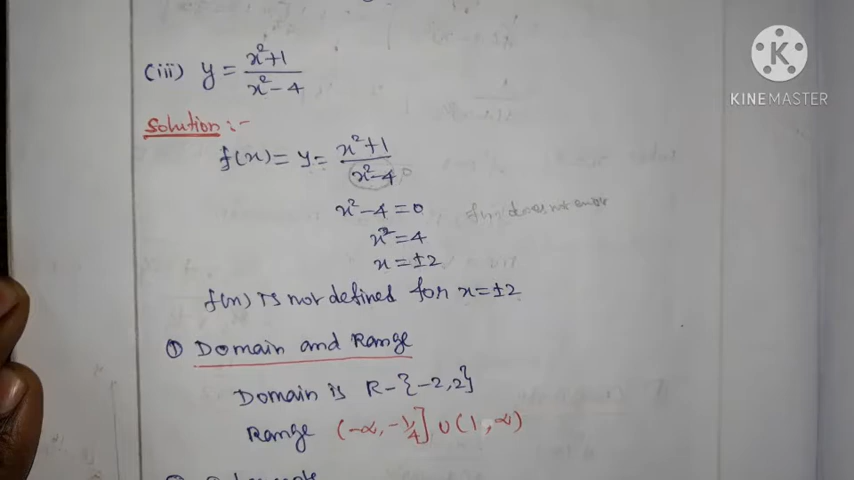 (iii) y = x²+1 / x²-4
K
KINEMASTER
Solution :-
f(x) = y = x²+1 / x²-4
x²-4=0
x²=4
x=±2
f(x) is not defined for x=±2
① Domain and Range
Domain is R-{-2,2}
Range (-∞, -1/4] ∪ (1, ∞)